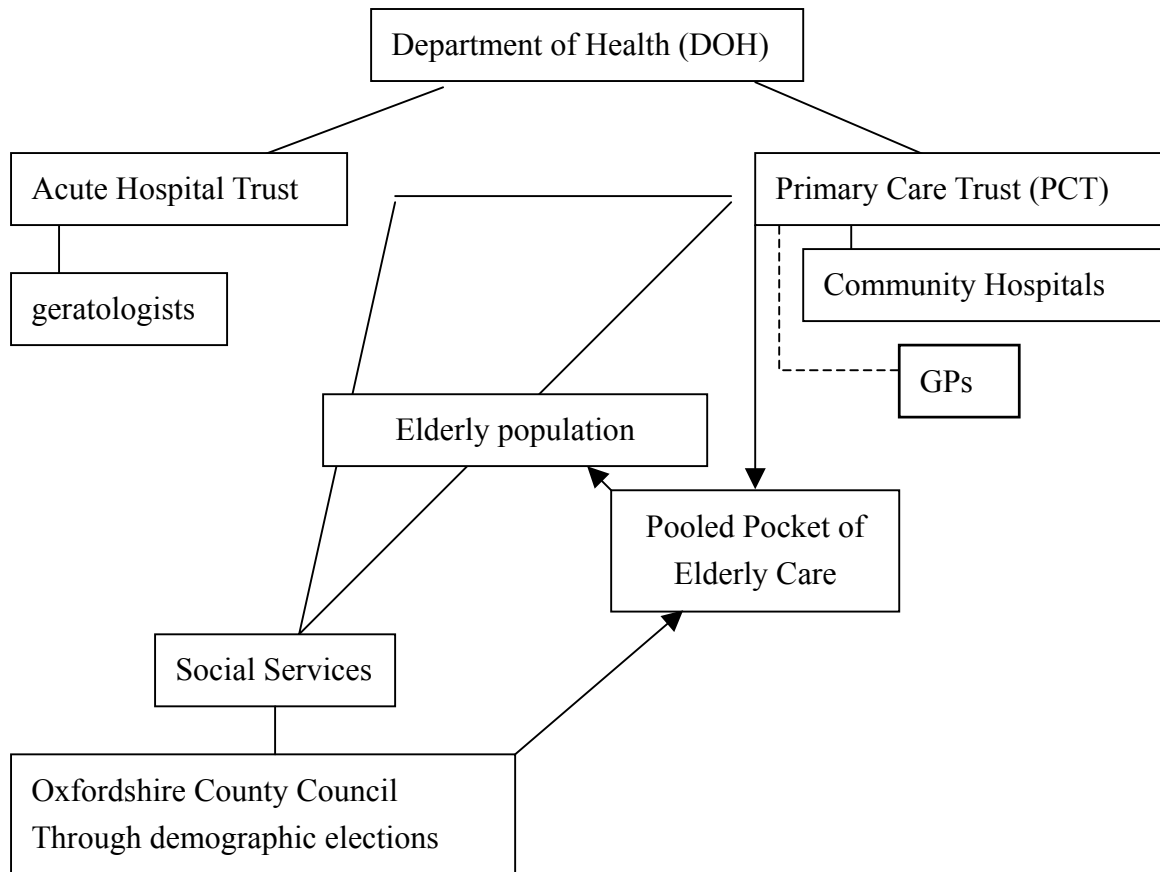 Department of Health (DOH)
Acute Hospital Trust
Primary Care Trust (PCT)
geratologists
Community Hospitals
GPs
Elderly population
Pooled Pocket of
Elderly Care
Social Services
Oxfordshire County Council
Through demographic elections